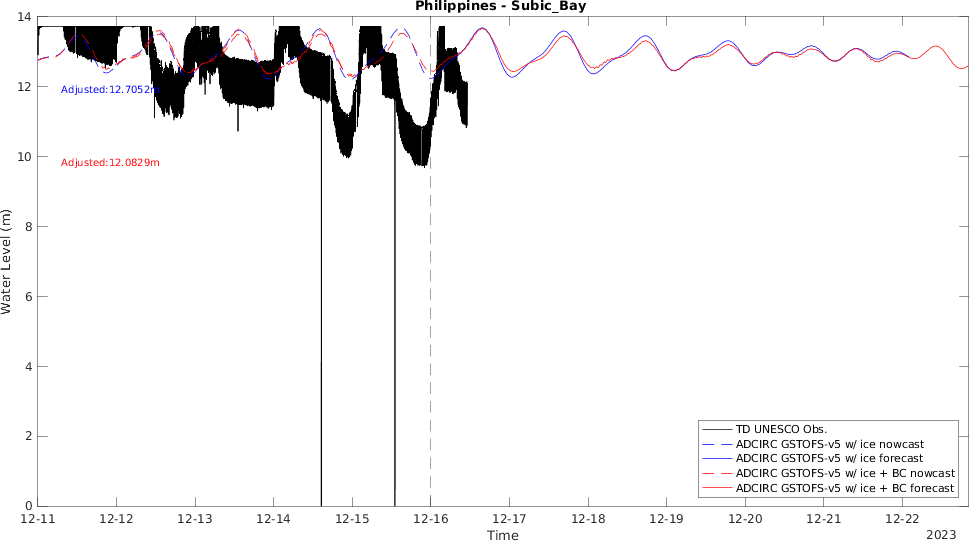 Philippines - Subic_Bay
14
12
10
8
6
4
2
0
Water Level (m)
Adjusted:12.7052m
Adjusted:12.0829m
TD UNESCO Obs.
ADCIRC GSTOFS-v5 w/ ice nowcast
ADCIRC GSTOFS-v5 w/ ice forecast
ADCIRC GSTOFS-v5 w/ ice + BC nowcast
ADCIRC GSTOFS-v5 w/ ice + BC forecast
12-11 12-12 12-13 12-14 12-15 12-16 12-17 12-18 12-19 12-20 12-21 12-22
Time
2023